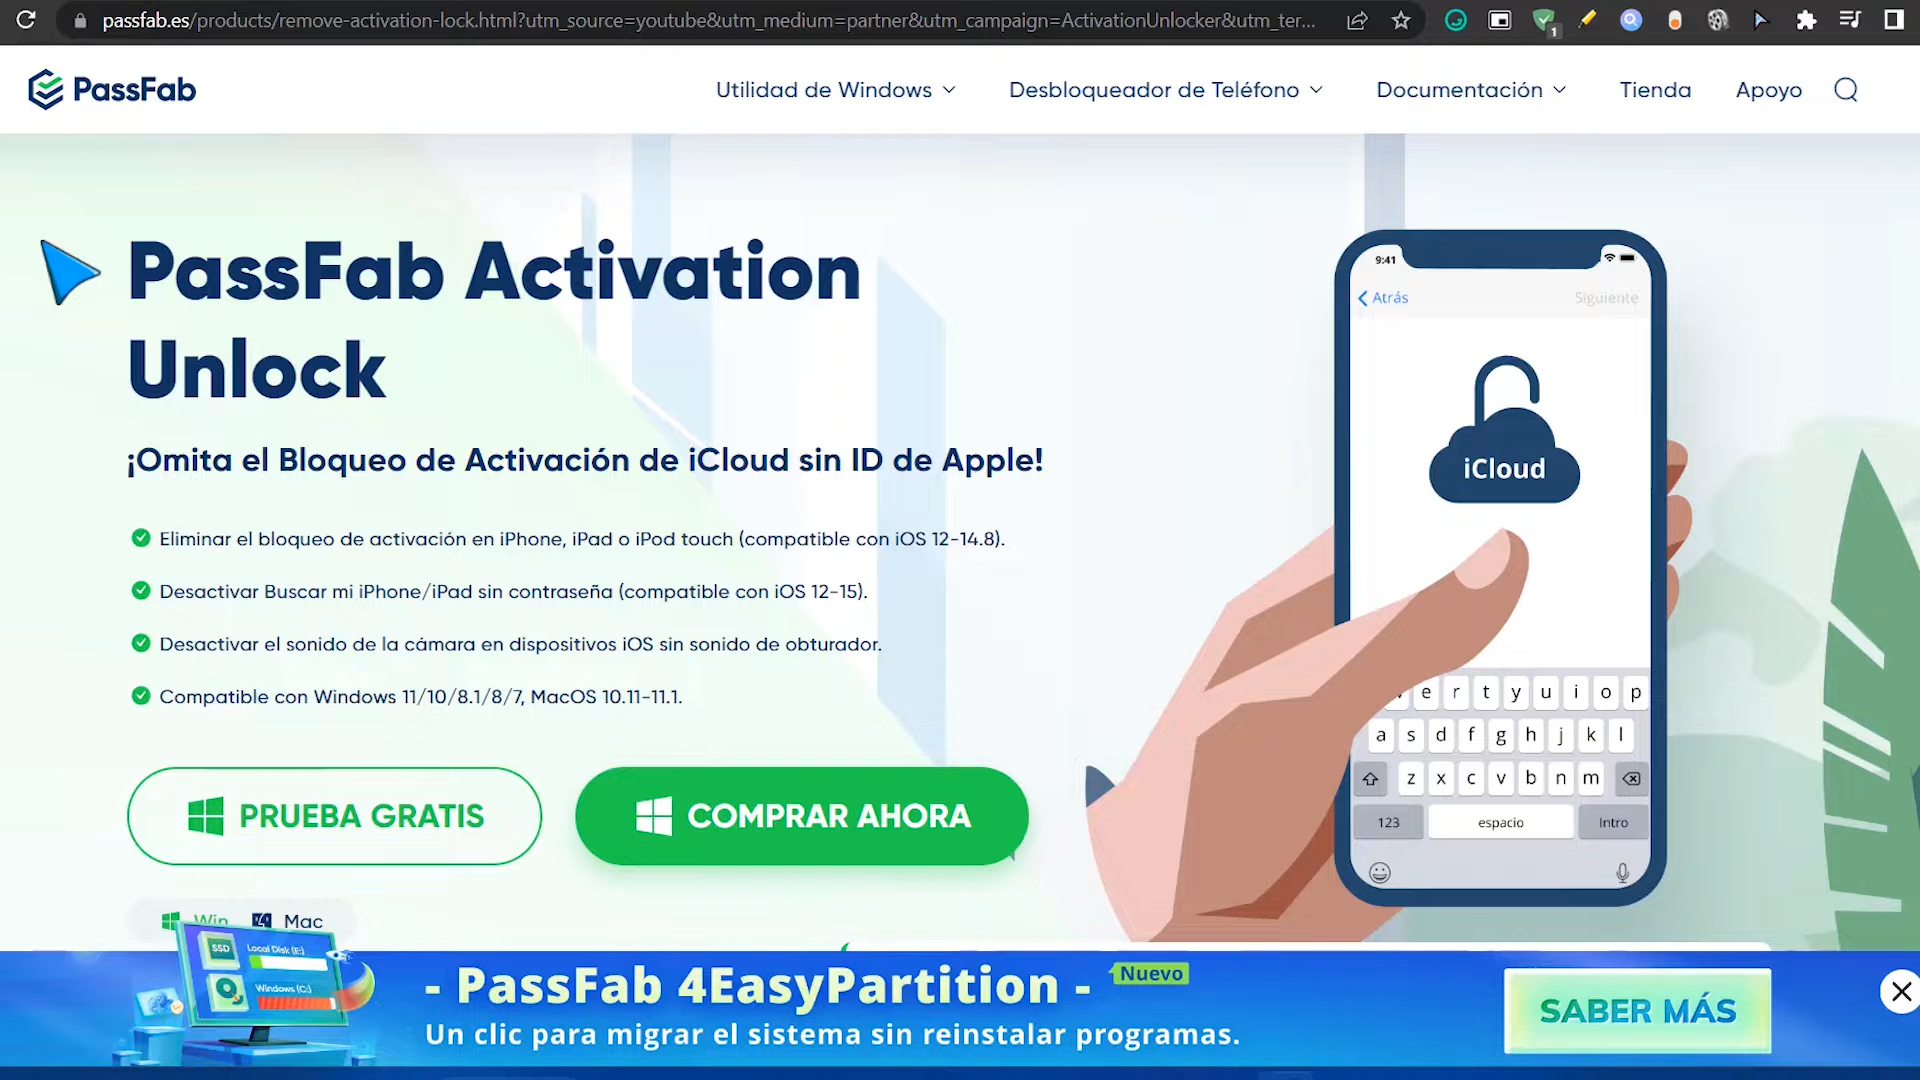 passfab.es/products/remove-activation-lock.html?utm_source=youtube&utm_medium=partner&utm_campaign=ActivationUnlocker&utm_ter...
1
PassFab
Utilidad de Windows
Desbloqueador de Teléfono
Documentación
Tienda
Apoyo
PassFab Activation
Unlock
¡Omita el Bloqueo de Activación de iCloud sin ID de Apple!
Eliminar el bloqueo de activación en iPhone, iPad o iPod touch (compatible con iOS 12-14.8).
Desactivar Buscar mi iPhone/iPad sin contraseña (compatible con iOS 12-15).
Desactivar el sonido de la cámara en dispositivos iOS sin sonido de obturador.
Compatible con Windows 11/10/8.1/8/7, MacOS 10.11-11.1.
PRUEBA GRATIS
COMPRAR AHORA
Win
Mac
9:41
Atrás
Siguiente
iCloud
e r t y u i o p
a s d f g h j k l
z x c v b n m
123 espacio Intro
SSD
Local Disk (E:)
Windows (C:)
- PassFab 4EasyPartition -
Nuevo
Un clic para migrar el sistema sin reinstalar programas.
SABER MÁS